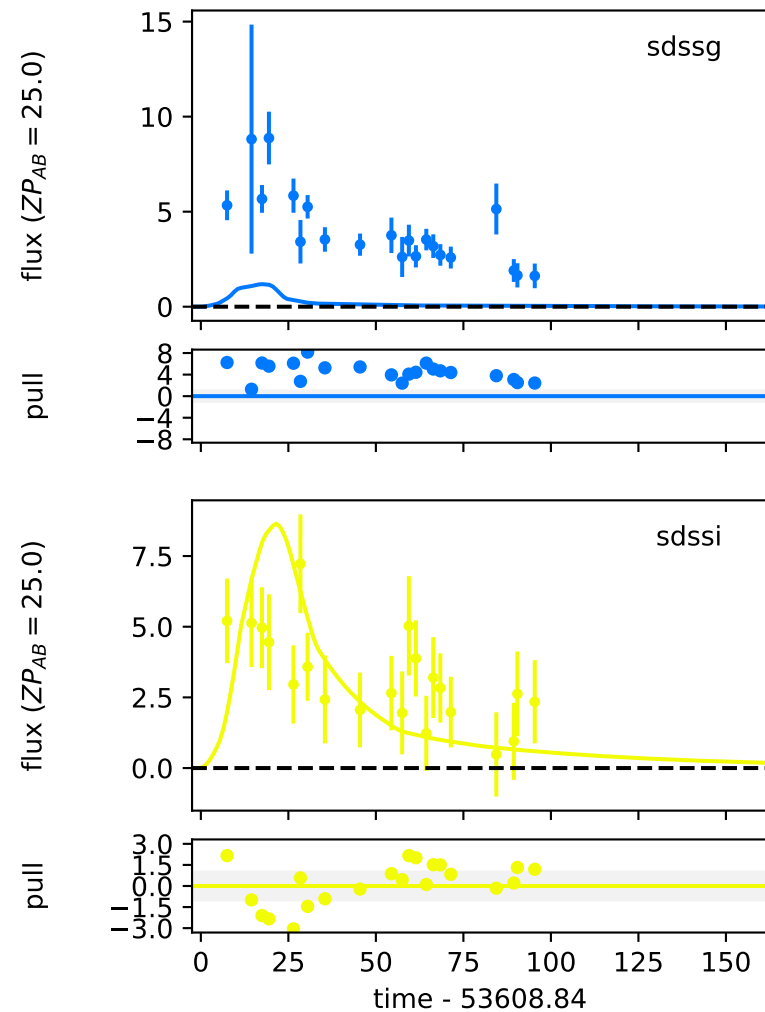 15
sdssg
10
5
0
flux (ZP_AB = 25.0)
8
4
0
−4
−8
pull
sdssi
7.5
5.0
2.5
0.0
flux (ZP_AB = 25.0)
3.0
1.5
0.0
−1.5
−3.0
pull
0 25 50 75 100 125 150
time - 53608.84